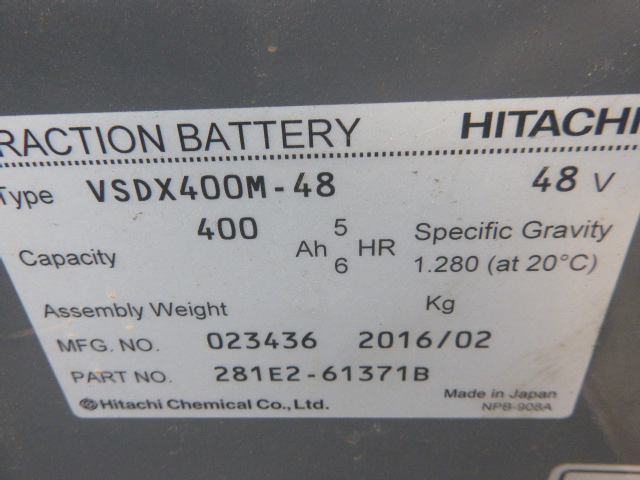 RACTION BATTERY HITACHI
Type VSDX400M-48 48 V
Capacity 400 Ah 5 6 HR Specific Gravity
1.280 (at 20°C)
Assembly Weight Kg
MFG. NO. 023436 2016/02
PART NO. 281E2-61371B
Hitachi Chemical Co., Ltd. Made in Japan
NPB-908A